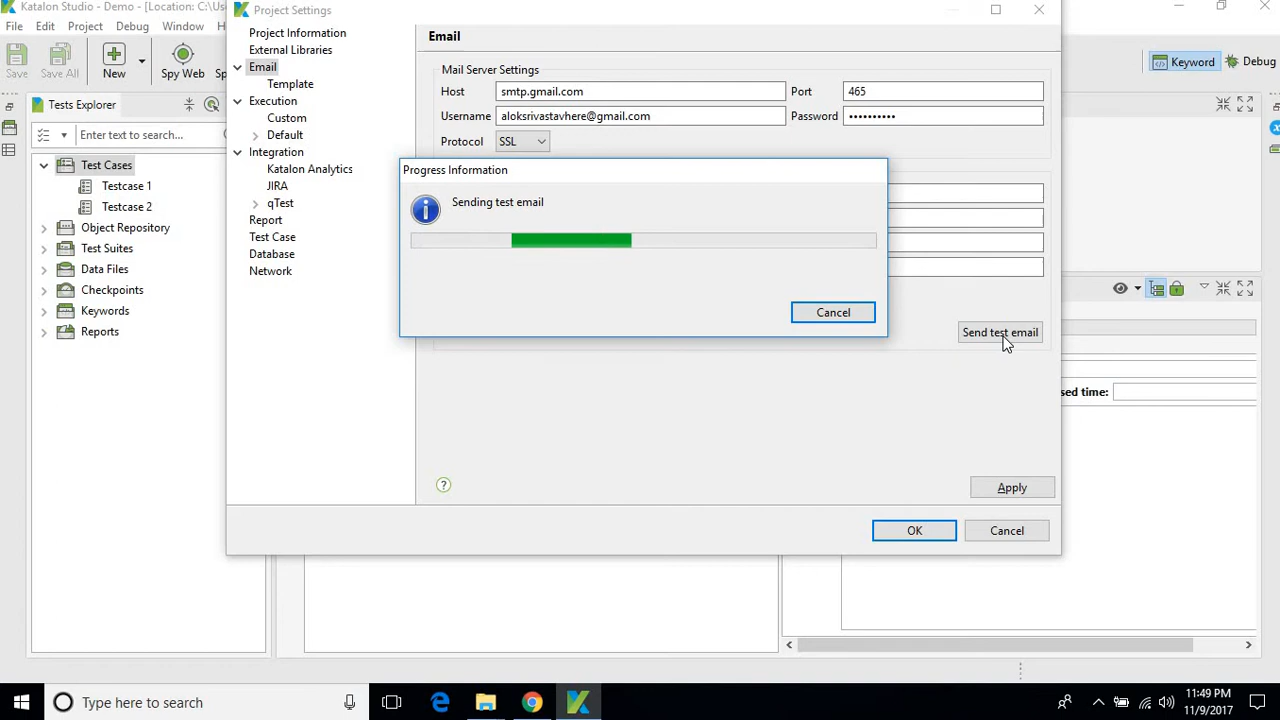 Katalon Studio - Demo - [Location: C:\Us
Project Settings
File Edit Project Debug Window
Save Save All New Spy Web Sp
Keyword Debug
Tests Explorer
Enter text to search...
Test Cases
Testcase 1
Testcase 2
Object Repository
Test Suites
Data Files
Checkpoints
Keywords
Reports
Project Information
External Libraries
Email
Template
Execution
Custom
Default
Integration
Katalon Analytics
JIRA
qTest
Report
Test Case
Database
Network
Email
Mail Server Settings
Host smtp.gmail.com Port 465
Username aloksrivastavhere@gmail.com Password ••••••••••
Protocol SSL
Progress Information
Sending test email
Cancel
Send test email
sed time:
Apply
OK Cancel
Type here to search
11:49 PM
11/9/2017